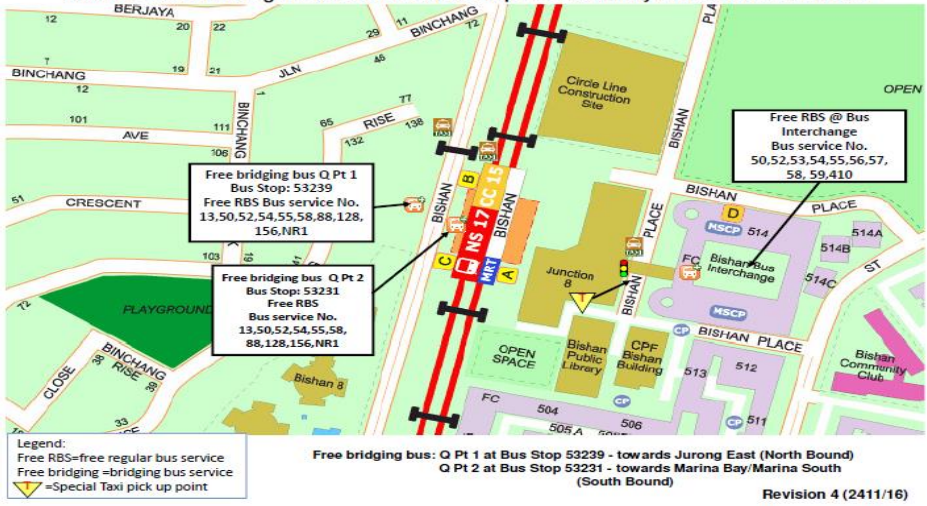 BERJAYA
12
20
22
29
11
BINCHANG
72
PLA
7
19
21
JLN
45
BINCHANG
12
1
BINCHANG
Circle Line
Construction
Site
BISHAN
OPEN
101
111
AVE
106
65
RISE
77
132
138
TAXI
TAXI
Free RBS @ Bus
Interchange
Bus service No.
50,52,53,54,55,56,57,
58, 59,410
Free bridging bus Q Pt 1
Bus Stop: 53239
Free RBS Bus service No.
13,50,52,54,55,58,88,128,
156,NR1
51
CRESCENT
K
BISHAN
B
NS 17 CC 15
BISHAN
BISHAN
PLACE
D
MSCP
514
514A
514B
514C
ST
PLACE
TAXI
FC
Bishan Bus
Interchange
MSCP
103
41
C
MRT
A
Junction
8
T
BISHAN
Free bridging bus Q Pt 2
Bus Stop: 53231
Free RBS
Bus service No.
13,50,52,54,55,58,
88,128,156,NR1
72
PLAYGROUND
CP
BISHAN PLACE
OPEN
SPACE
Bishan
Public
Library
CPF
Bishan
Building
513
512
Bishan
Community
Club
BINCHANG
RISE
38
39
CLOSE
38
33
Bishan 8
FC
504
506
CP
CP
511
505 A
Legend:
Free RBS=free regular bus service
Free bridging =bridging bus service
T =Special Taxi pick up point
Free bridging bus: Q Pt 1 at Bus Stop 53239 - towards Jurong East (North Bound)
Q Pt 2 at Bus Stop 53231 - towards Marina Bay/Marina South
(South Bound)
Revision 4 (2411/16)